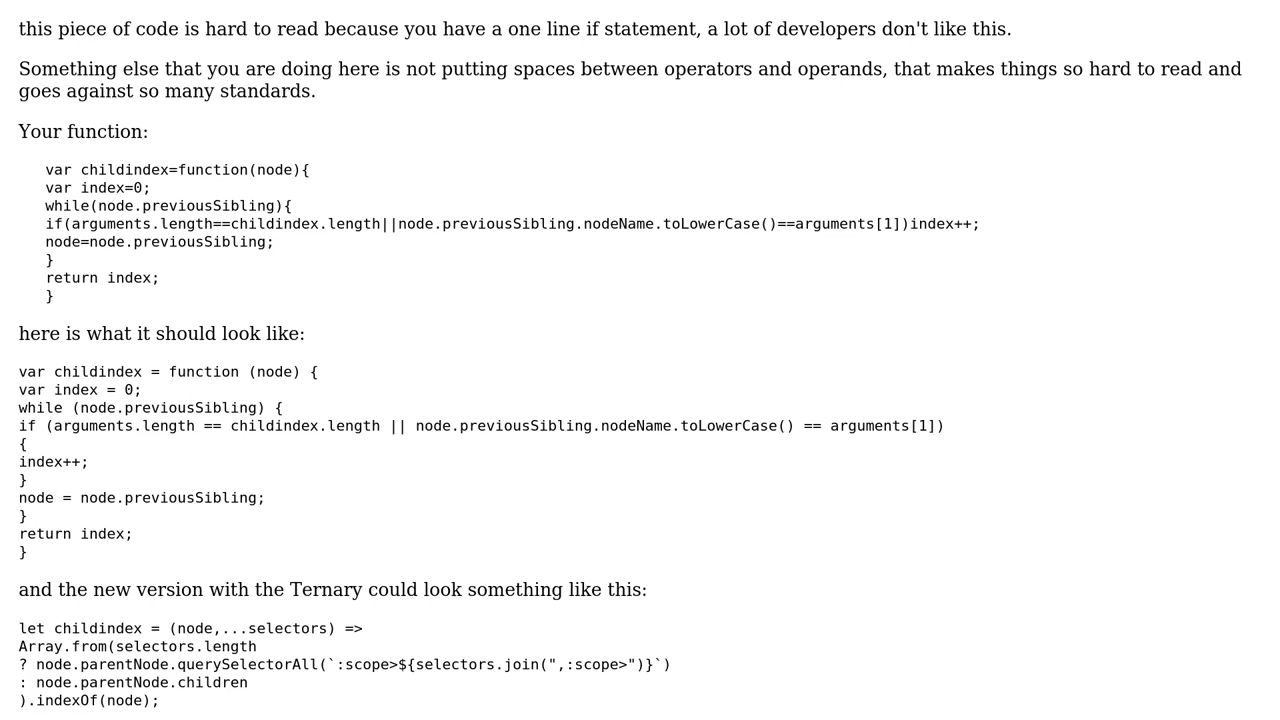 this piece of code is hard to read because you have a one line if statement, a lot of developers don't like this.
Something else that you are doing here is not putting spaces between operators and operands, that makes things so hard to read and
goes against so many standards.
Your function:
var childindex=function(node){
var index=0;
while(node.previousSibling){
if(arguments.length==childindex.length||node.previousSibling.nodeName.toLowerCase()==arguments[1])index++;
node=node.previousSibling;
}
return index;
}
here is what it should look like:
var childindex = function (node) {
var index = 0;
while (node.previousSibling) {
if (arguments.length == childindex.length || node.previousSibling.nodeName.toLowerCase() == arguments[1])
{
index++;
}
node = node.previousSibling;
}
return index;
}
and the new version with the Ternary could look something like this:
let childindex = (node,...selectors) =>
Array.from(selectors.length
? node.parentNode.querySelectorAll(`:scope>${selectors.join(",:scope>")}`)
: node.parentNode.children
).indexOf(node);